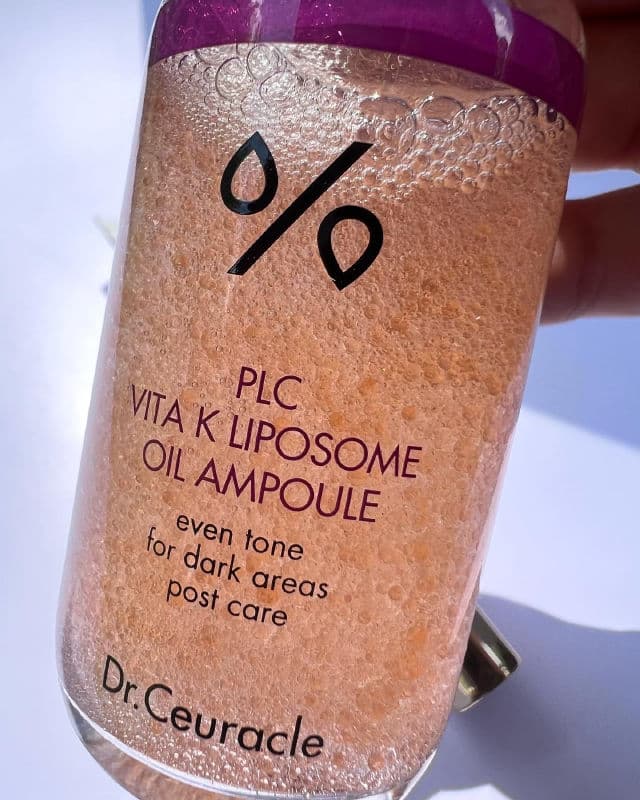 PLC
VITA K LIPOSOME
OIL AMPOULE
even tone
for dark areas
post care
Dr.Ceuracle